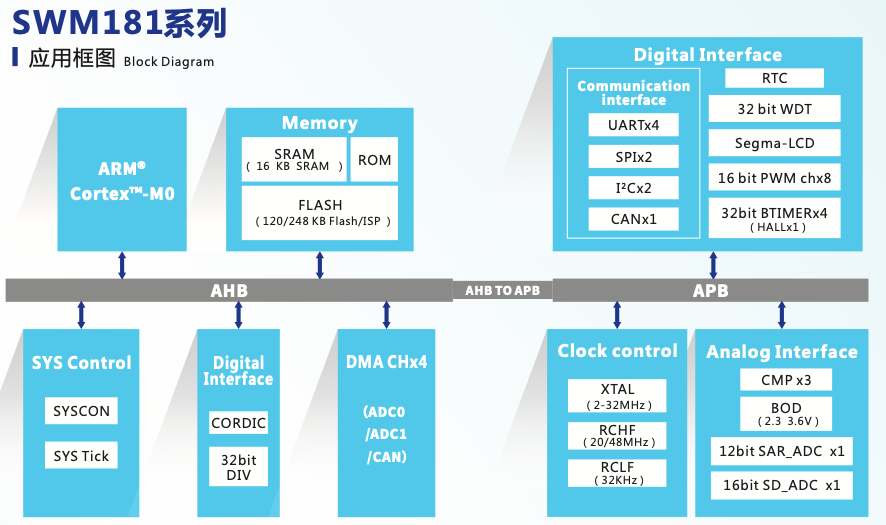 SWM181系列
应用框图 Block Diagram
ARM®
Cortex™-M0
Memory
SRAM
( 16 KB SRAM )
ROM
FLASH
(120/248 KB Flash/ISP )
Digital Interface
Communication
interface
UARTx4
SPIx2
I²Cx2
CANx1
RTC
32 bit WDT
Segma-LCD
16 bit PWM chx8
32bit BTIMERx4
( HALLx1 )
AHB
AHB TO APB
APB
SYS Control
SYSCON
SYS Tick
Digital
Interface
CORDIC
32bit
DIV
DMA CHx4
(ADC0
/ADC1
/CAN)
Clock control
XTAL
( 2-32MHz )
RCHF
( 20/48MHz )
RCLF
( 32KHz )
Analog Interface
CMP x3
BOD
( 2.3 3.6V )
12bit SAR_ADC x1
16bit SD_ADC x1